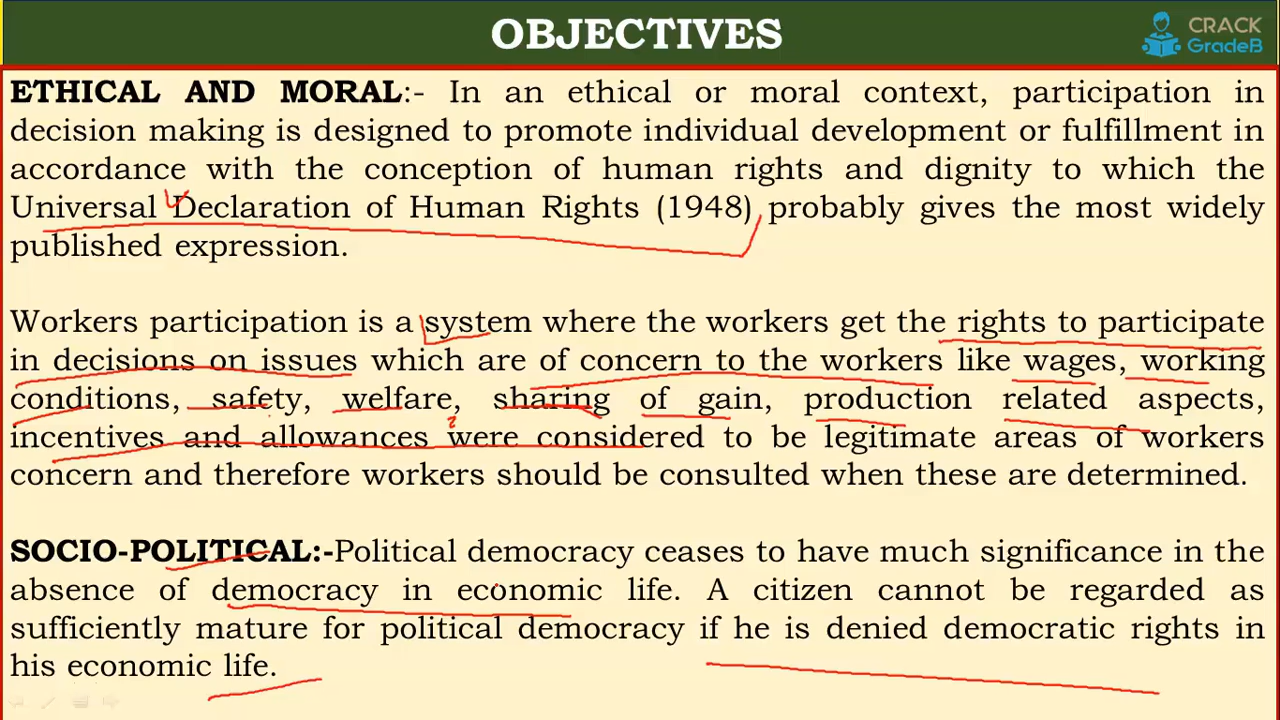 OBJECTIVES
CRACK
GradeB
ETHICAL AND MORAL:- In an ethical or moral context, participation in
decision making is designed to promote individual development or fulfillment in
accordance with the conception of human rights and dignity to which the
Universal Declaration of Human Rights (1948) probably gives the most widely
published expression.
Workers participation is a system where the workers get the rights to participate
in decisions on issues which are of concern to the workers like wages, working
conditions, safety, welfare, sharing of gain, production related aspects,
incentives and allowances were considered to be legitimate areas of workers
concern and therefore workers should be consulted when these are determined.
SOCIO-POLITICAL:-Political democracy ceases to have much significance in the
absence of democracy in economic life. A citizen cannot be regarded as
sufficiently mature for political democracy if he is denied democratic rights in
his economic life.